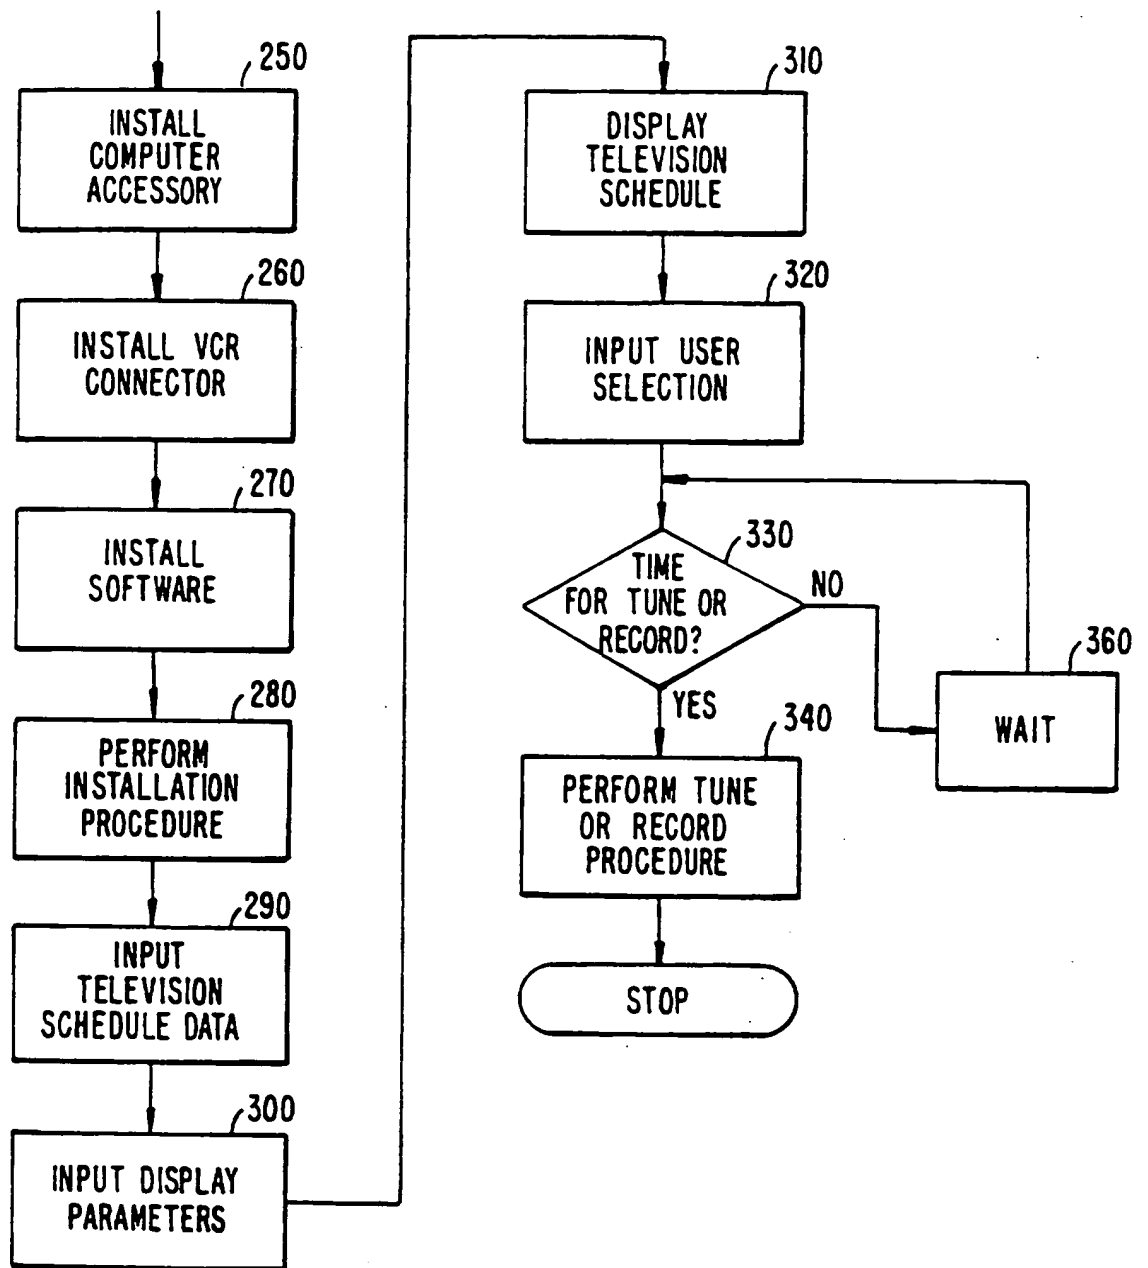 250
INSTALL
COMPUTER
ACCESSORY
260
INSTALL VCR
CONNECTOR
270
INSTALL
SOFTWARE
280
PERFORM
INSTALLATION
PROCEDURE
290
INPUT
TELEVISION
SCHEDULE DATA
300
INPUT DISPLAY
PARAMETERS
310
DISPLAY
TELEVISION
SCHEDULE
320
INPUT USER
SELECTION
330
TIME
FOR TUNE OR
RECORD?
NO
360
WAIT
YES
340
PERFORM TUNE
OR RECORD
PROCEDURE
STOP